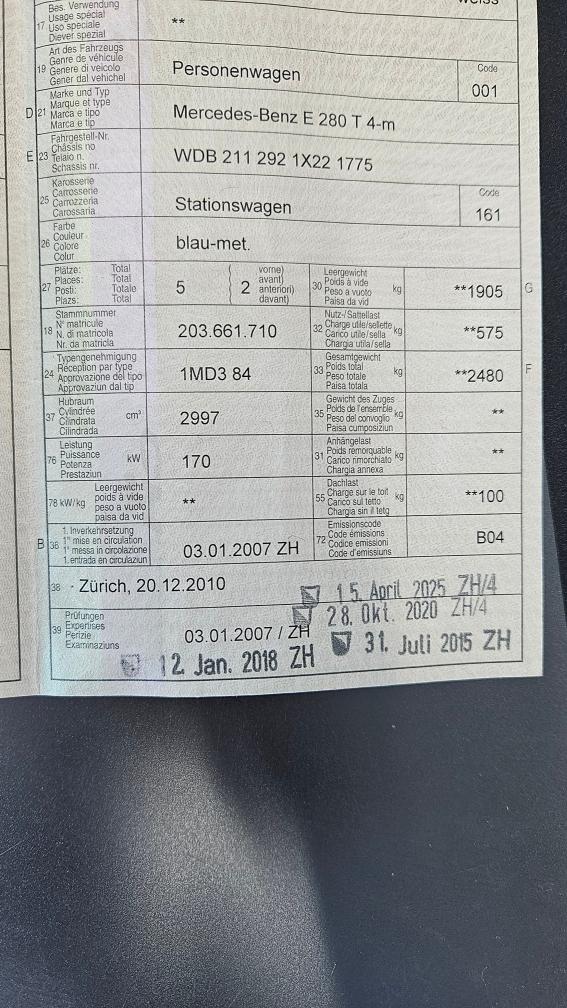 weiss
17 Bes. Verwendung
Usage spécial
Uso speciale
Diever spezial
**
19 Art des Fahrzeugs
Genre de véhicule
Genere di veicolo
Gener dal vehichel
Personenwagen
Code
001
D 21 Marke und Typ
Marque et type
Marca e tipo
Marca e tip
Mercedes-Benz E 280 T 4-m
E 23 Fahrgestell-Nr.
Châssis no
Telaio n.
Schassis nr.
WDB 211 292 1X22 1775
25 Karosserie
Carrosserie
Carrozzeria
Carossaria
Stationswagen
Code
161
26 Farbe
Couleur
Colore
Colur
blau-met.
27 Plätze: Total
Places: Total
Posti: Totale
Plazs: Total
5
2
vorne)
avant)
anteriori)
davant)
30 Leergewicht
Poids à vide
Peso a vuoto
Paisa da vid
kg
**1905
G
18 Stammnummer
N° matricule
N. di matricola
Nr. da matricla
203.661.710
32 Nutz-/Sattellast
Charge utile/sellette
Carico utile/sella
Chargia utila/sella
kg
**575
24 Typengenehmigung
Réception par type
Approvazione del tipo
Approvaziun dal tip
1MD3 84
33 Gesamtgewicht
Poids total
Peso totale
Paisa totala
kg
**2480
F
37 Hubraum
Cylindrée
Cilindrata
Cilindrada
cm³
2997
35 Gewicht des Zuges
Poids de l'ensemble
Peso del convoglio
Paisa cumposiziun
kg
**
76 Leistung
Puissance
Potenza
Prestaziun
kW
170
31 Anhängelast
Poids remorquable
Carico rimorchiato
Chargia annexa
kg
**
78 kW/kg Leergewicht
poids à vide
peso a vuoto
paisa da vid
**
55 Dachlast
Charge sur le toit
Carico sul tetto
Chargia sin il tetg
kg
**100
B 36 1. Inverkehrsetzung
1re mise en circulation
1a messa in circolazione
1. entrada en circulaziun
03.01.2007 ZH
72 Emissionscode
Code émissions
Codice emissioni
Code d'emissiuns
B04
38 - Zürich, 20.12.2010
39 Prüfungen
Expertises
Perizie
Examinaziuns
03.01.2007 / ZH
15. April 2025 ZH/4
28. Okt. 2020 ZH/4
31. Juli 2015 ZH
12. Jan. 2018 ZH